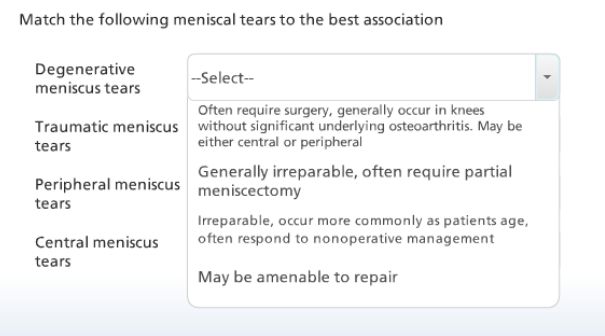 Match the following meniscal tears to the best association
Degenerative
meniscus tears
--Select--
Often require surgery, generally occur in knees
without significant underlying osteoarthritis. May be
either central or peripheral
Traumatic meniscus
tears
Generally irreparable, often require partial
meniscectomy
Peripheral meniscus
tears
Irreparable, occur more commonly as patients age,
often respond to nonoperative management
Central meniscus
tears
May be amenable to repair